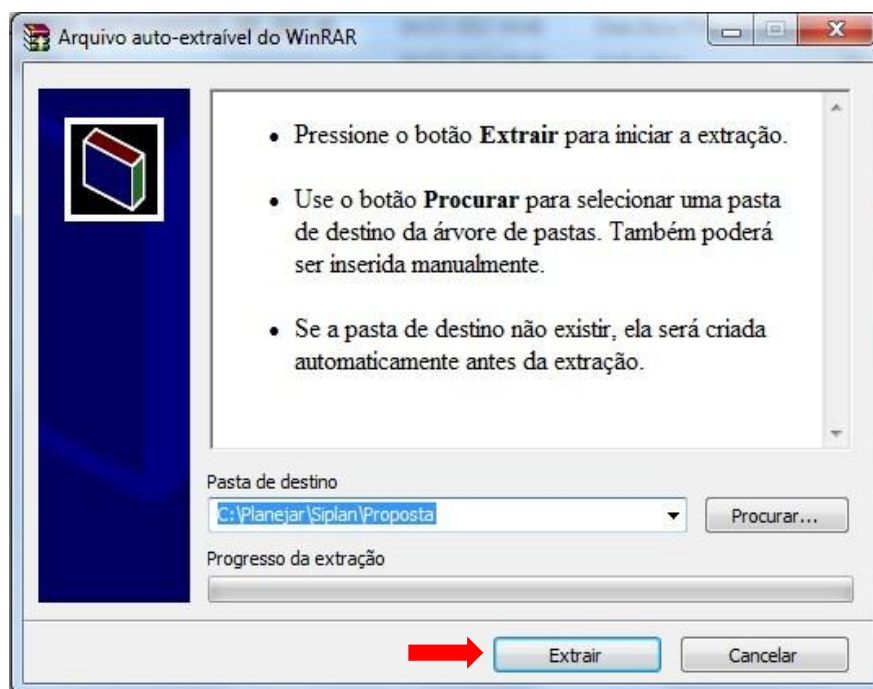 Arquivo auto-extraível do WinRAR
• Pressione o botão Extrair para iniciar a extração.
• Use o botão Procurar para selecionar uma pasta
de destino da árvore de pastas. Também poderá
ser inserida manualmente.
• Se a pasta de destino não existir, ela será criada
automaticamente antes da extração.
Pasta de destino
C:\Planejar\Siplan\Proposta
Procurar...
Progresso da extração
Extrair
Cancelar